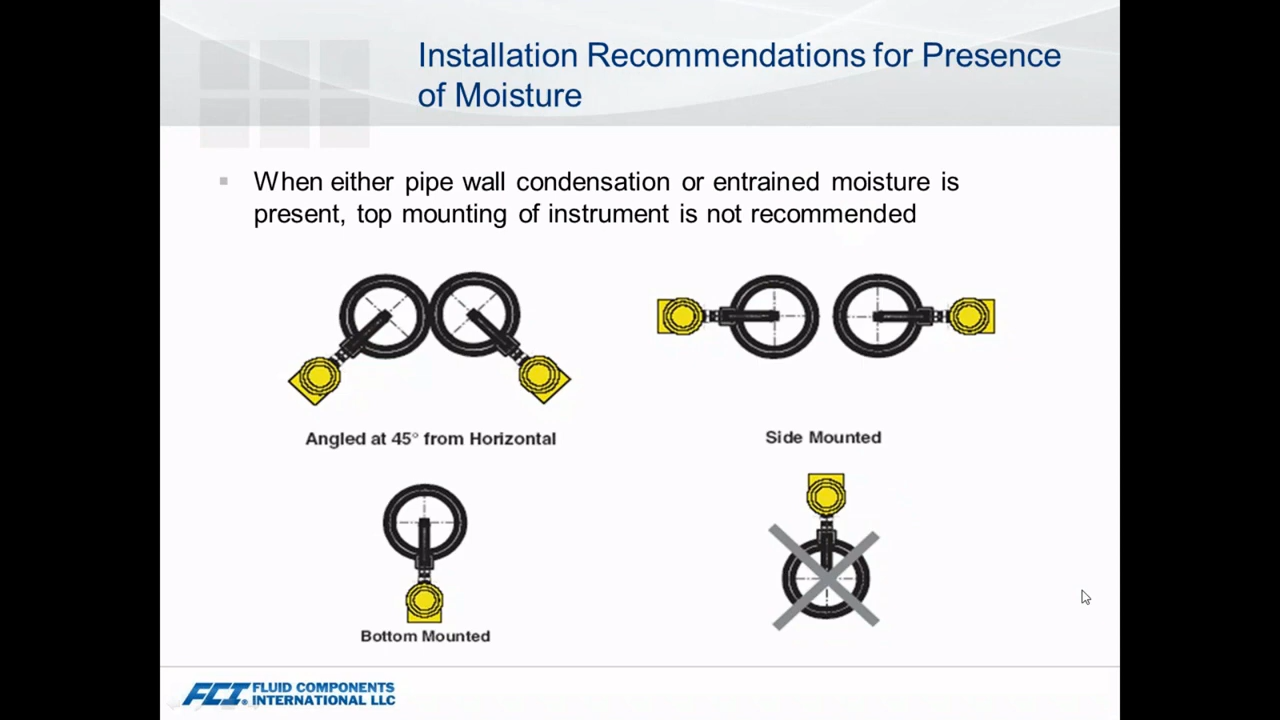 Installation Recommendations for Presence
of Moisture
When either pipe wall condensation or entrained moisture is
present, top mounting of instrument is not recommended
Angled at 45° from Horizontal
Side Mounted
Bottom Mounted
FCI. FLUID COMPONENTS
INTERNATIONAL LLC